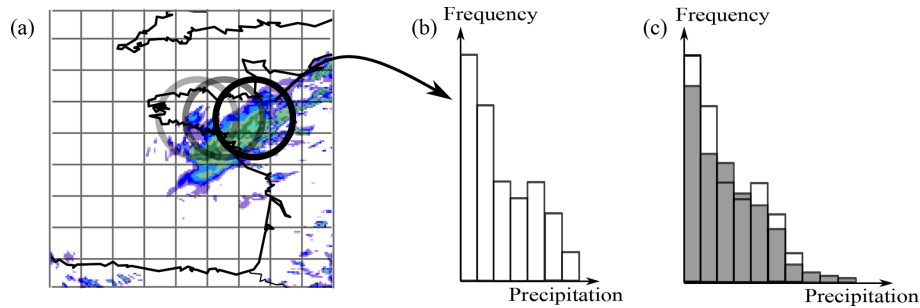 (a)
(b)
Frequency
Precipitation
(c)
Frequency
Precipitation